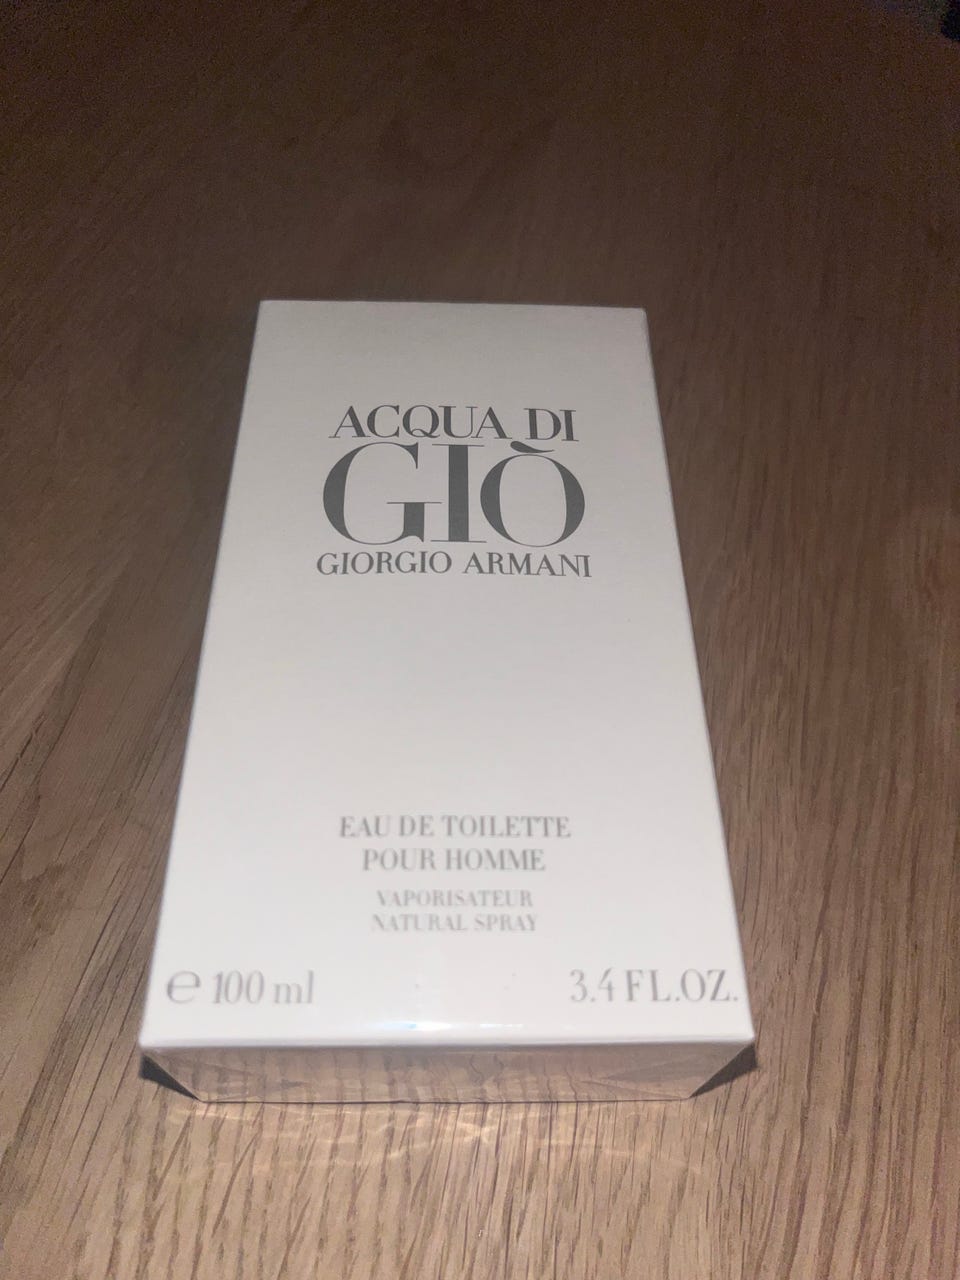 ACQUA DI
GIÒ
GIORGIO ARMANI
EAU DE TOILETTE
POUR HOMME
VAPORISATEUR
NATURAL SPRAY
℮ 100 ml 3.4 FL.OZ.